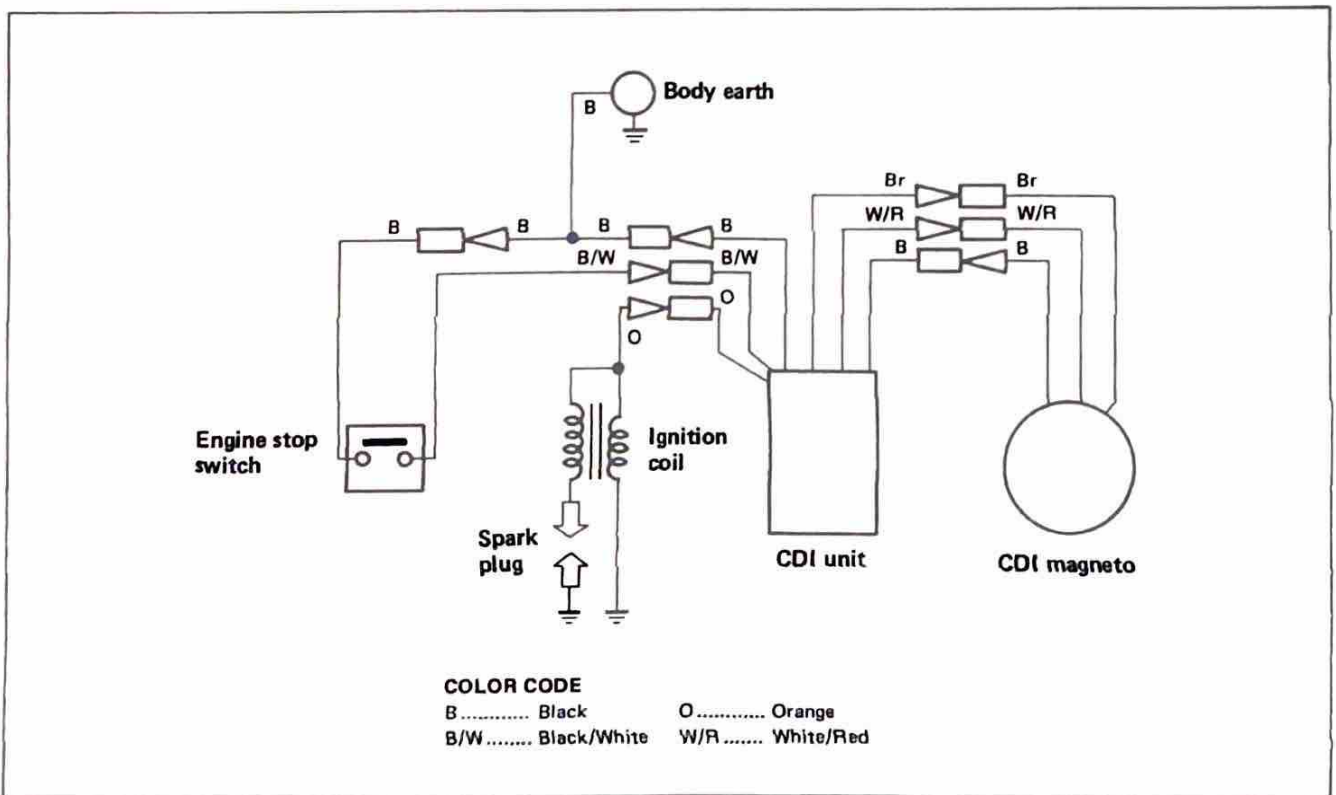 Body earth
B
Br
Br
W/R
W/R
B
B
B
B
B
B
B/W
B/W
O
O
Engine stop
switch
Ignition
coil
Spark
plug
CDI unit
CDI magneto
COLOR CODE
B ............ Black
O ............ Orange
B/W ........ Black/White
W/R ....... White/Red